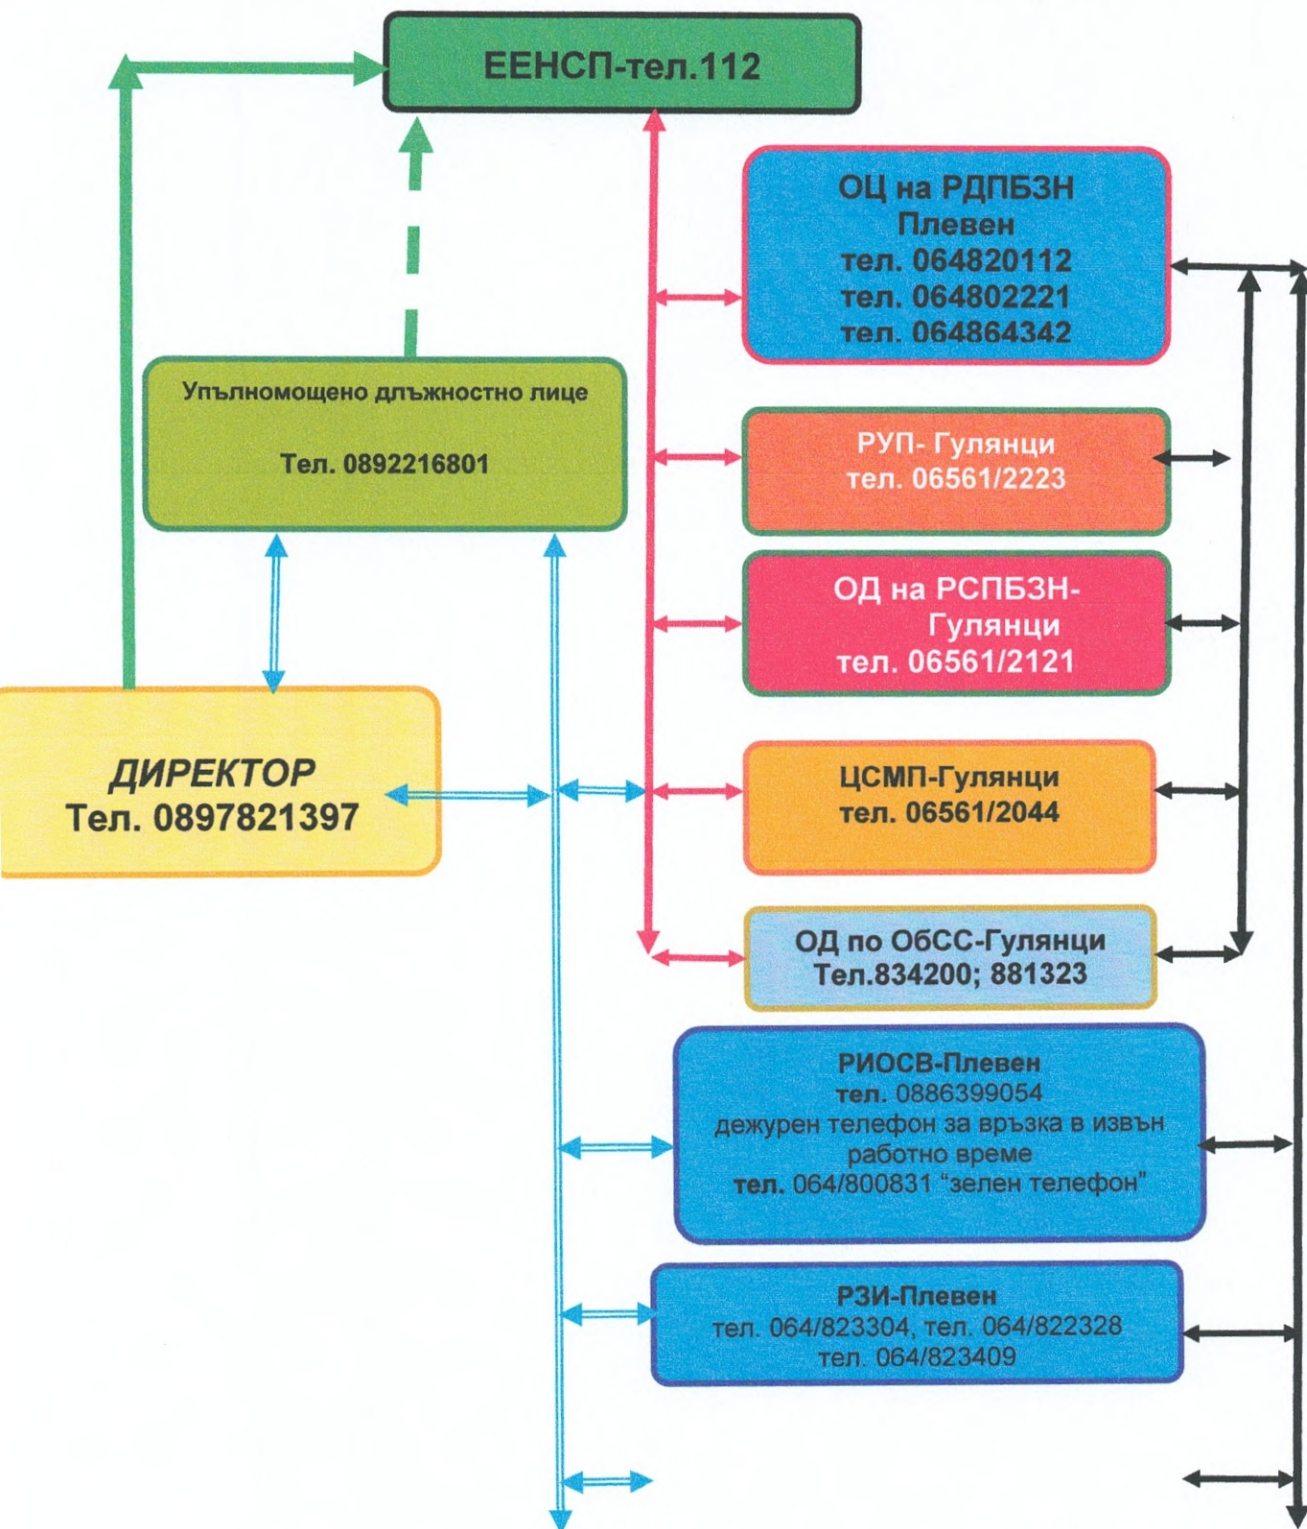 ЕЕНСП-тел.112
ОЦ на РДПБЗН
Плевен
тел. 064820112
тел. 064802221
тел. 064864342
Упълномощено длъжностно лице
Тел. 0892216801
РУП- Гулянци
тел. 06561/2223
ОД на РСПБЗН-
Гулянци
тел. 06561/2121
ДИРЕКТОР
Тел. 0897821397
ЦСМП-Гулянци
тел. 06561/2044
ОД по ОбСС-Гулянци
Тел.834200; 881323
РИОСВ-Плевен
тел. 0886399054
дежурен телефон за връзка в извън
работно време
тел. 064/800831 “зелен телефон”
РЗИ-Плевен
тел. 064/823304, тел. 064/822328
тел. 064/823409